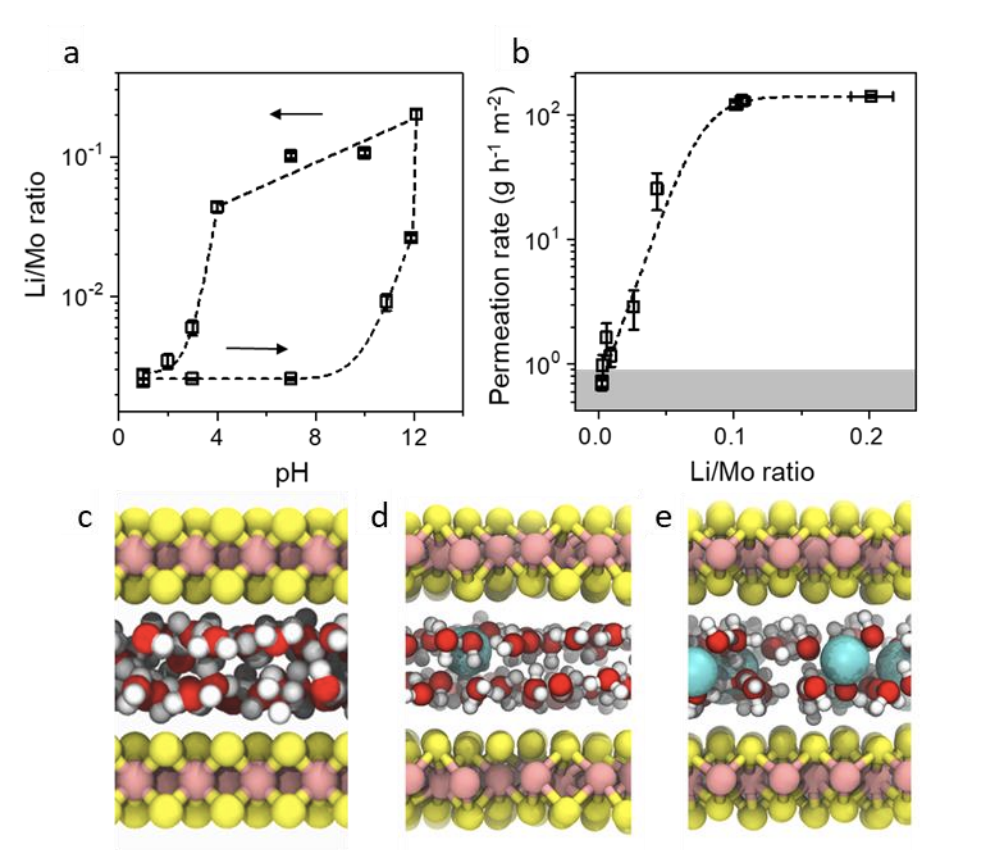 a
Li/Mo ratio
10⁻¹
10⁻²
0 4 8 12
pH
b
Permeation rate (g h⁻¹ m⁻²)
10²
10¹
10⁰
0.0 0.1 0.2
Li/Mo ratio
c
d
e